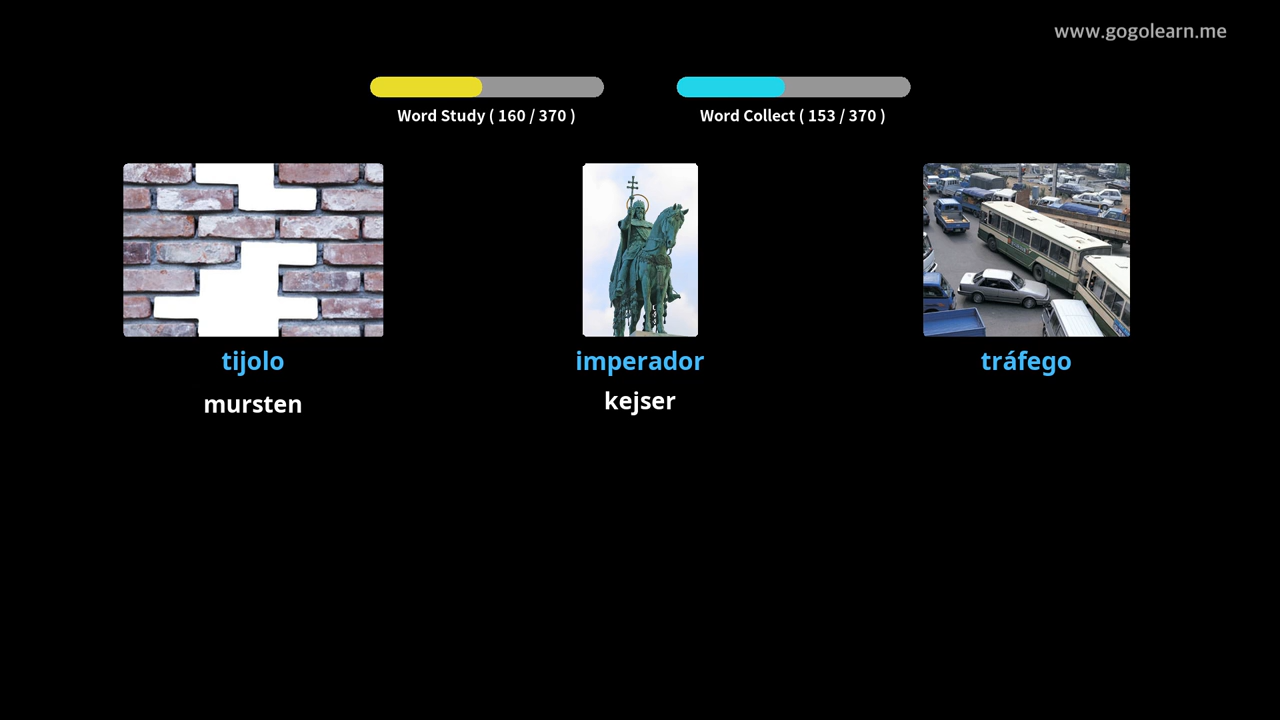 www.gogolearn.me
Word Study ( 160 / 370 )
Word Collect ( 153 / 370 )
tijolo
imperador
tráfego
mursten
kejser